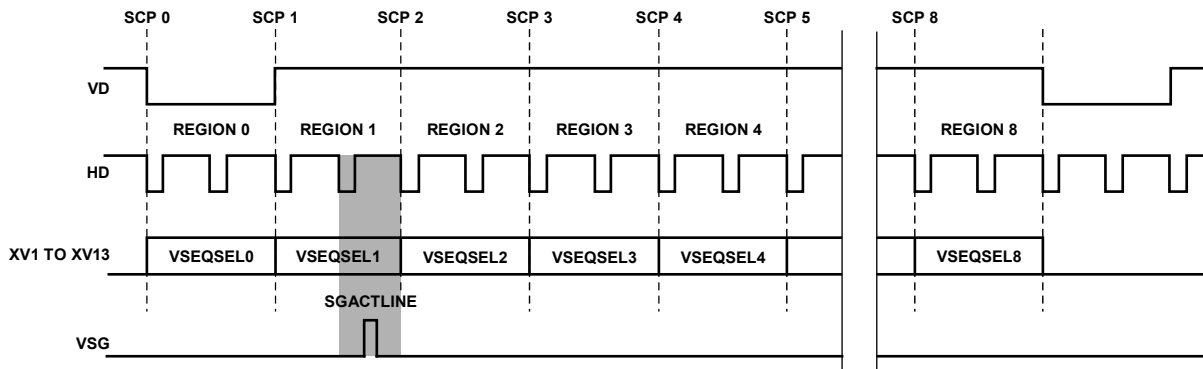 SCP 0 SCP 1 SCP 2 SCP 3 SCP 4 SCP 5 SCP 8
VD
REGION 0 REGION 1 REGION 2 REGION 3 REGION 4 REGION 8
HD
XV1 TO XV13 VSEQSEL0 VSEQSEL1 VSEQSEL2 VSEQSEL3 VSEQSEL4 VSEQSEL8
SGACTLINE
VSG